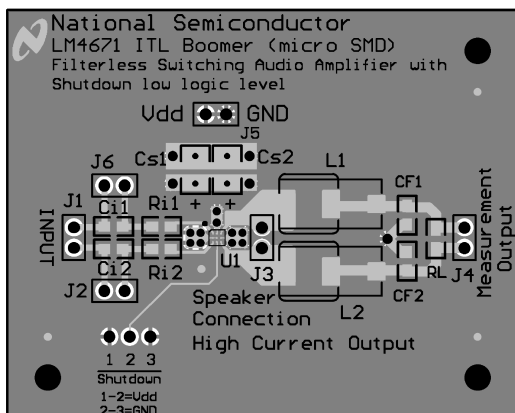 National Semiconductor
LM4671 ITL Boomer (micro SMD)
Filterless Switching Audio Amplifier with
Shutdown low logic level
Vdd GND
J5
Cs1 Cs2
J6 L1
J1 Ci1 Ri1 + + CF1
INPUT
Measurement
Output
Ci2 Ri2 U1 J3 RL J4
J2 CF2
Speaker L2
Connection
High Current Output
1 2 3
Shutdown
1-2=Vdd
2-3=GND